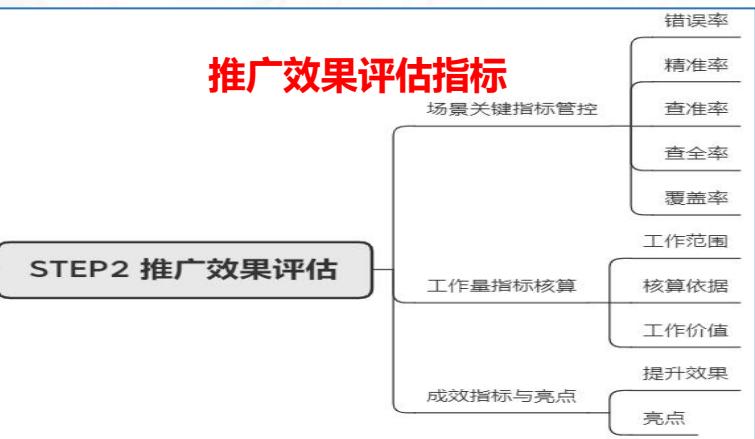 推广效果评估指标
STEP2 推广效果评估
场景关键指标管控
错误率
精准率
查准率
查全率
覆盖率
工作量指标核算
工作范围
核算依据
工作价值
成效指标与亮点
提升效果
亮点